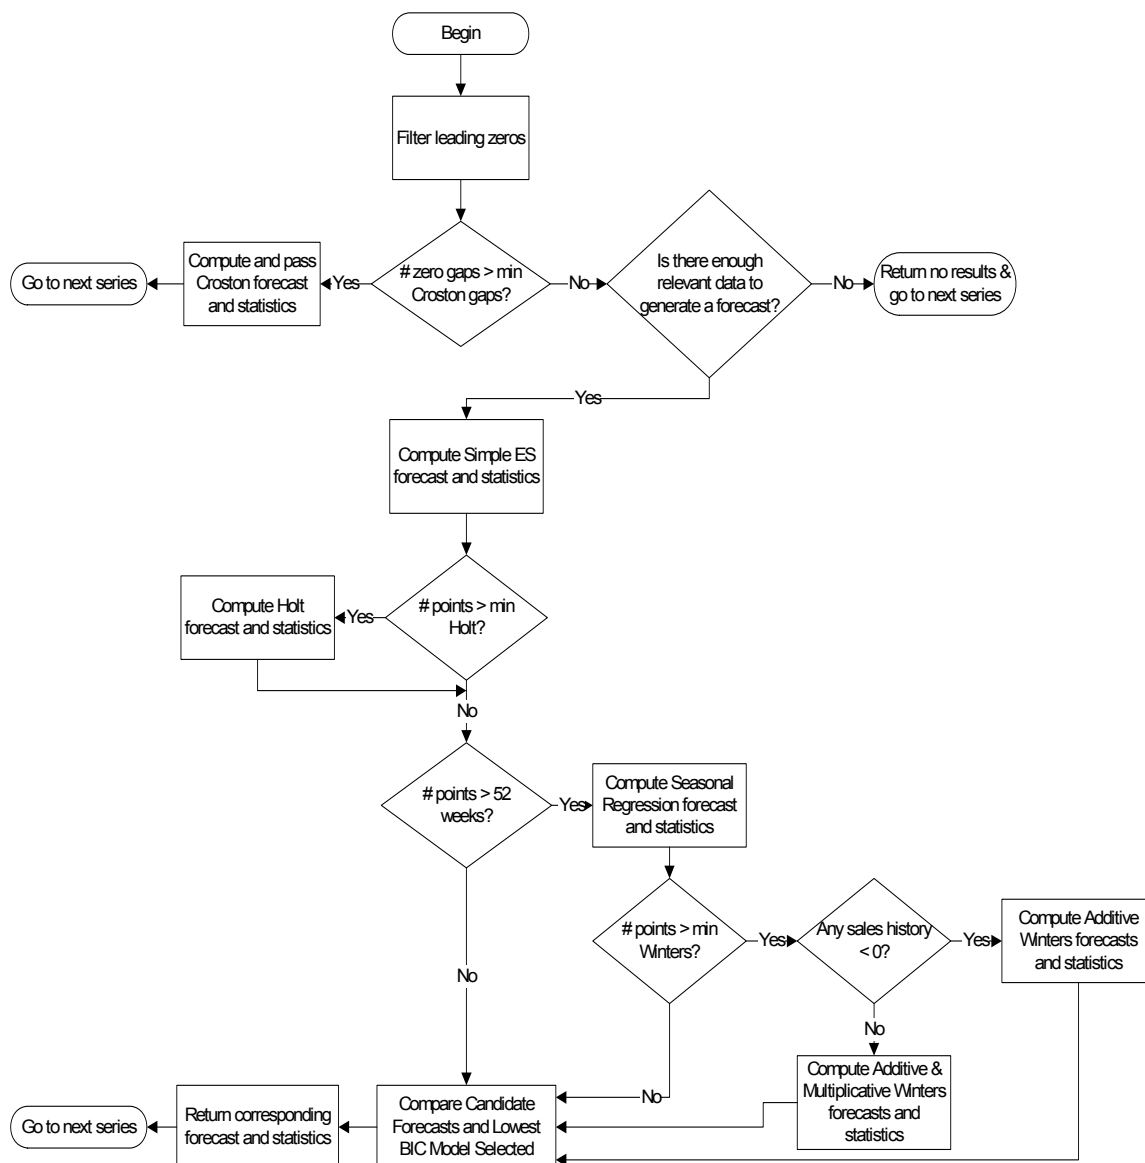 Begin
Filter leading zeros
Go to next series
Compute and pass
Croston forecast
and statistics
Yes
# zero gaps > min
Croston gaps?
No
Is there enough
relevant data to
generate a forecast?
No
Return no results &
go to next series
Yes
Compute Simple ES
forecast and statistics
Compute Holt
forecast and statistics
Yes
# points > min
Holt?
No
# points > 52
weeks?
Yes
Compute Seasonal
Regression forecast
and statistics
# points > min
Winters?
Yes
Any sales history
< 0?
Yes
Compute Additive
Winters forecasts
and statistics
No
No
Compute Additive &
Multiplicative Winters
forecasts and
statistics
No
Go to next series
Return corresponding
forecast and statistics
Compare Candidate
Forecasts and Lowest
BIC Model Selected